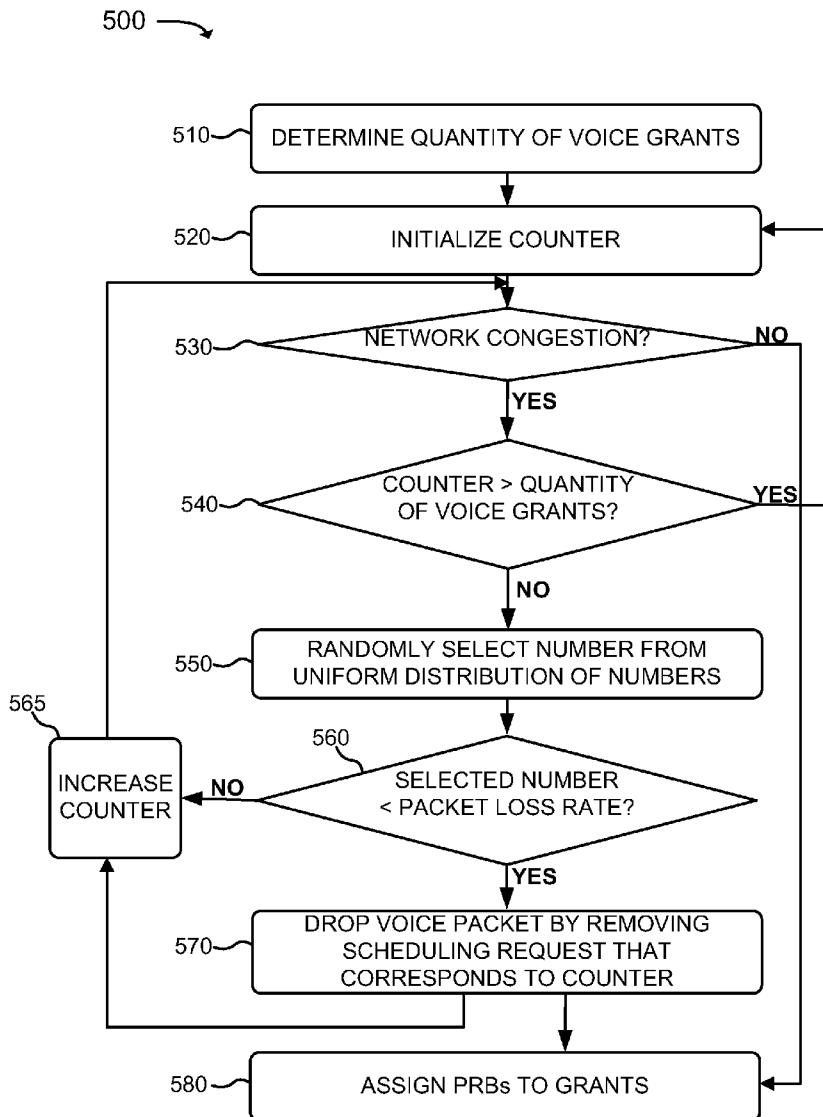 500
510
DETERMINE QUANTITY OF VOICE GRANTS
520
INITIALIZE COUNTER
530
NETWORK CONGESTION?
NO
YES
540
COUNTER > QUANTITY
OF VOICE GRANTS?
YES
NO
550
RANDOMLY SELECT NUMBER FROM
UNIFORM DISTRIBUTION OF NUMBERS
565
INCREASE
COUNTER
560
SELECTED NUMBER
< PACKET LOSS RATE?
NO
YES
570
DROP VOICE PACKET BY REMOVING
SCHEDULING REQUEST THAT
CORRESPONDS TO COUNTER
580
ASSIGN PRBs TO GRANTS